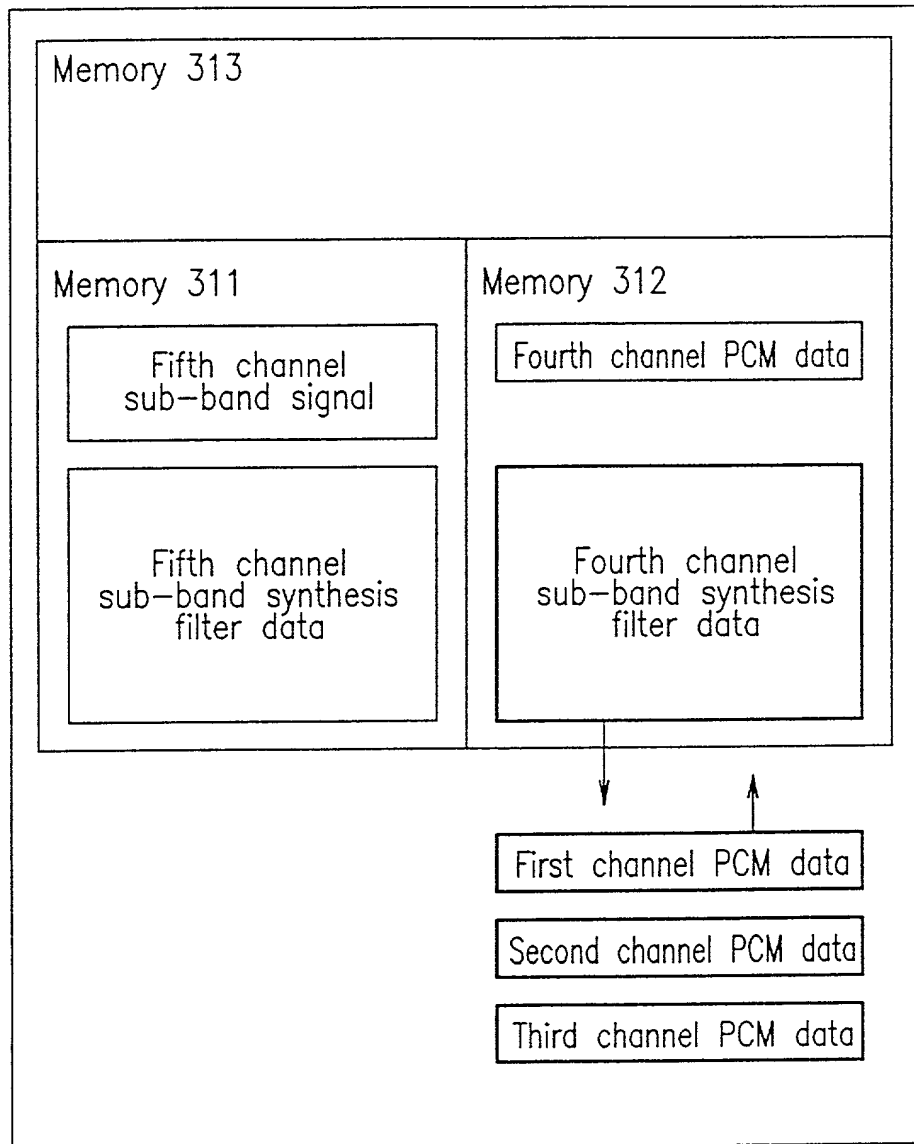 Memory 313
Memory 311
Fifth channel
sub-band signal
Fifth channel
sub-band synthesis
filter data
Memory 312
Fourth channel PCM data
Fourth channel
sub-band synthesis
filter data
First channel PCM data
Second channel PCM data
Third channel PCM data